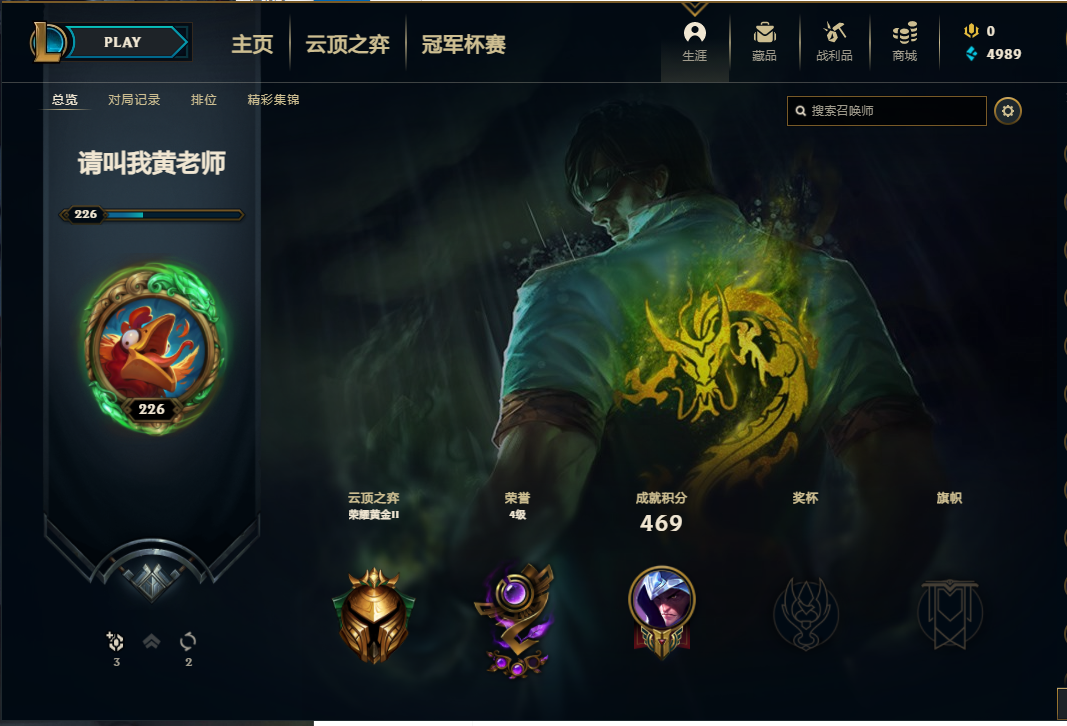 PLAY
主页
云顶之弈
冠军杯赛
生涯
藏品
战利品
商城
0
4989
总览
对局记录
排位
精彩集锦
搜索召唤师
请叫我黄老师
226
226
云顶之弈
荣耀黄金II
荣誉
4级
成就积分
469
奖杯
旗帜
3
2